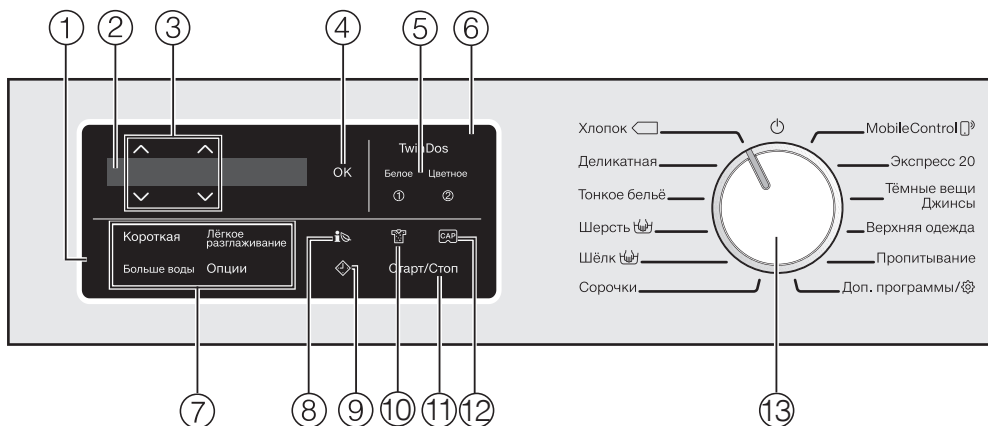 ① ② ③ ④ ⑤ ⑥
TwinDos
OK
Белое Цветное
① ②
Короткая Лёгкое разглаживание
Больше воды Опции
CAP
Старт/Стоп
Хлопок
Деликатная
Тонкое бельё
Шерсть
Шёлк
Сорочки
MobileControl
Экспресс 20
Тёмные вещи
Джинсы
Верхняя одежда
Пропитывание
Доп. программы/
⑦ ⑧ ⑨ ⑩ ⑪ ⑫ ⑬